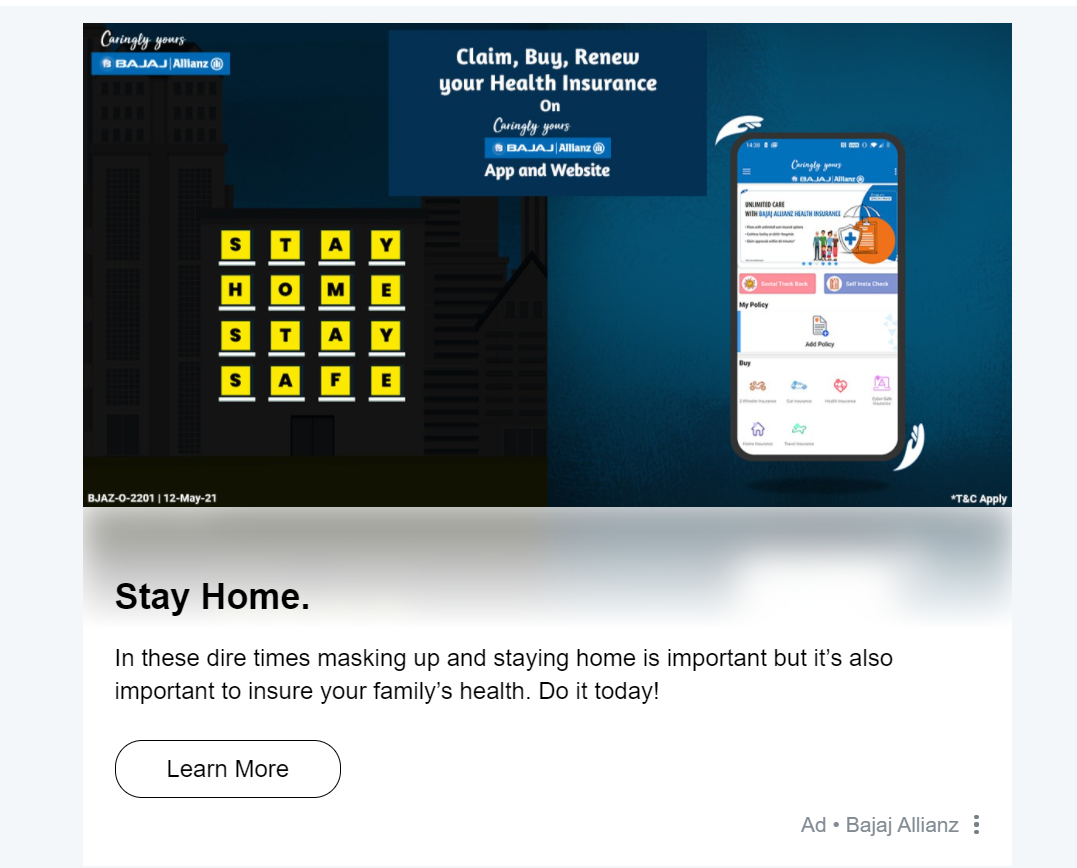 Caringly yours
BAJAJ | Allianz
Claim, Buy, Renew
your Health Insurance
On
Caringly yours
BAJAJ | Allianz
App and Website
S T A Y
H O M E
S T A Y
S A F E
14:39
Caringly yours
BAJAJ | Allianz
UNLIMITED CARE
WITH BAJAJ ALLIANZ HEALTH INSURANCE
Social Track Back
Self Insta Check
My Policy
Add Policy
Buy
2 Wheeler Insurance
Car Insurance
Health Insurance
Cyber Safe
Insurance
Home Insurance
Travel Insurance
BJAZ-O-2201 | 12-May-21
*T&C Apply
Stay Home.
In these dire times masking up and staying home is important but it’s also
important to insure your family’s health. Do it today!
Learn More
Ad • Bajaj Allianz